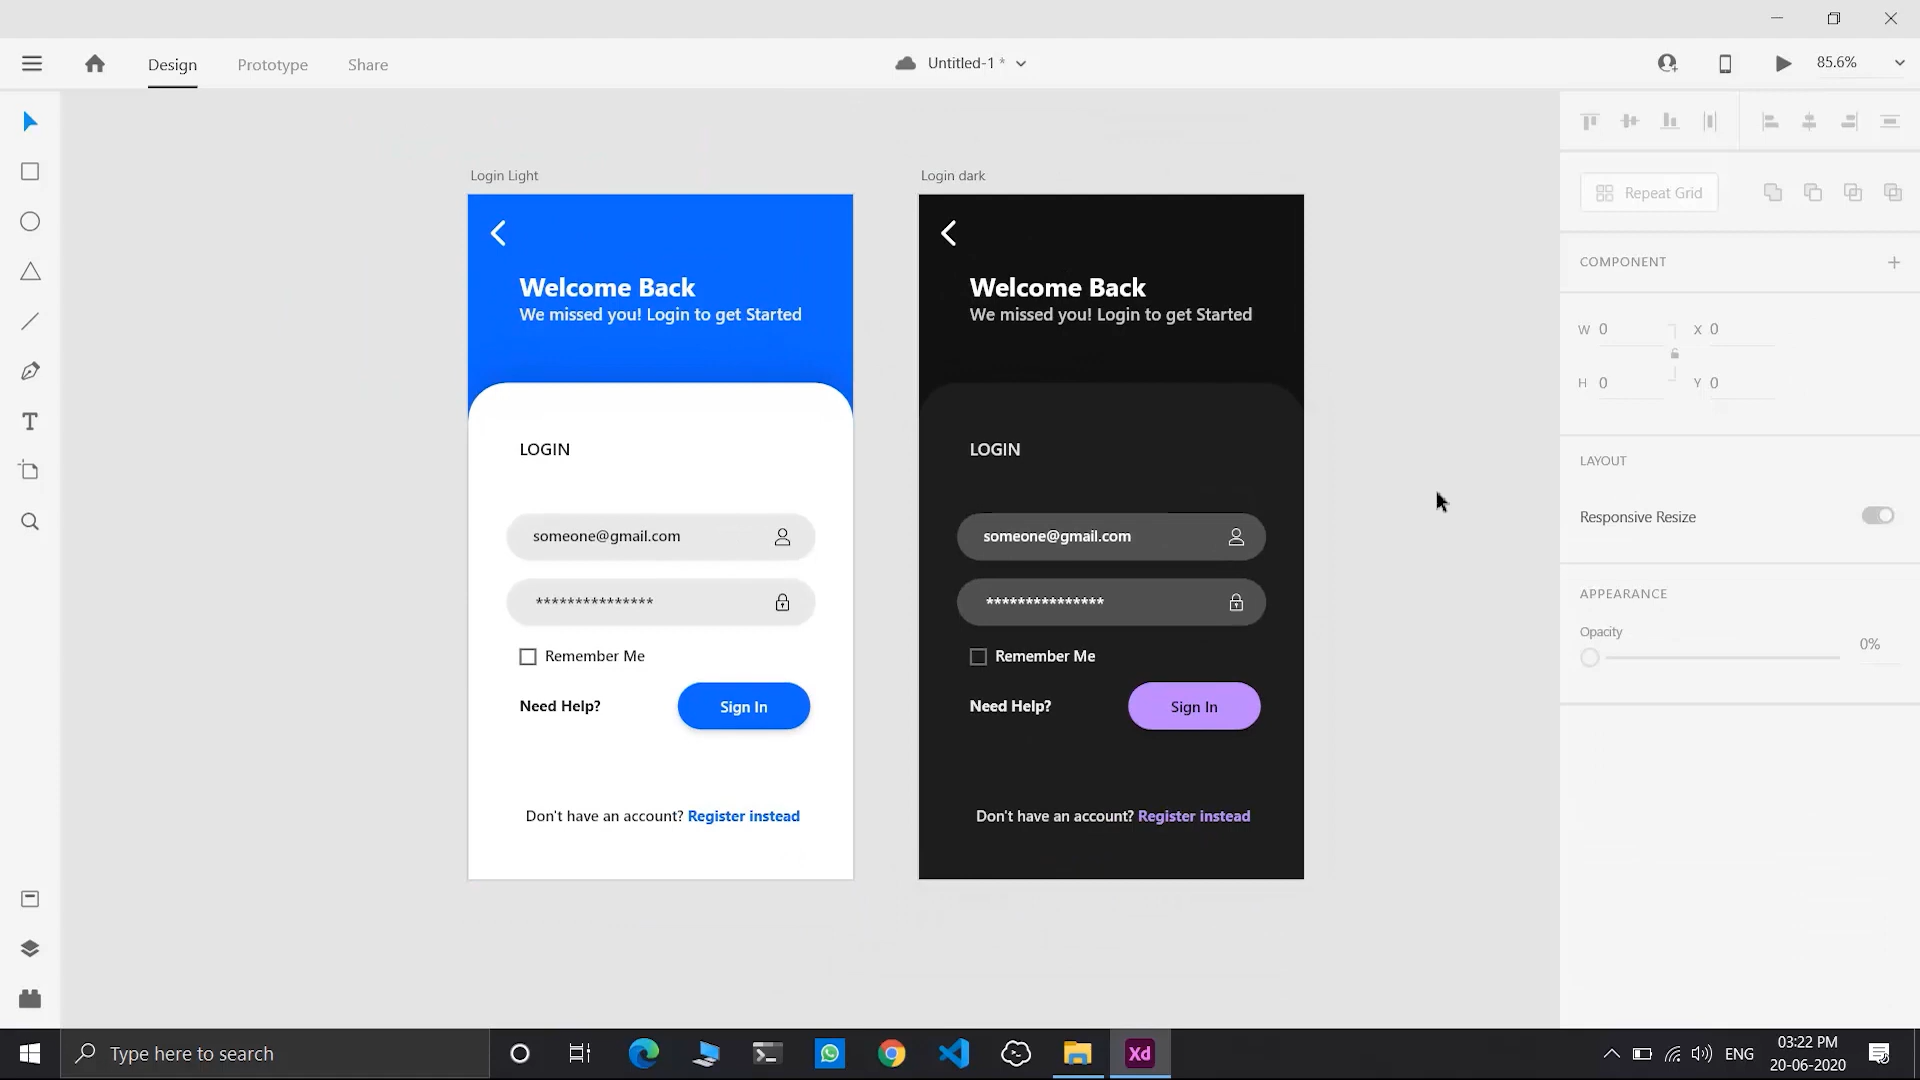 Design Prototype Share
Untitled-1 *
85.6%
Login Light
Login dark
Welcome Back
We missed you! Login to get Started
LOGIN
someone@gmail.com
***************
Remember Me
Need Help?
Sign In
Don't have an account? Register instead
Welcome Back
We missed you! Login to get Started
LOGIN
someone@gmail.com
***************
Remember Me
Need Help?
Sign In
Don't have an account? Register instead
Repeat Grid
COMPONENT
W 0 X 0
H 0 Y 0
LAYOUT
Responsive Resize
APPEARANCE
Opacity
0%
Type here to search
Xd
ENG
03:22 PM
20-06-2020